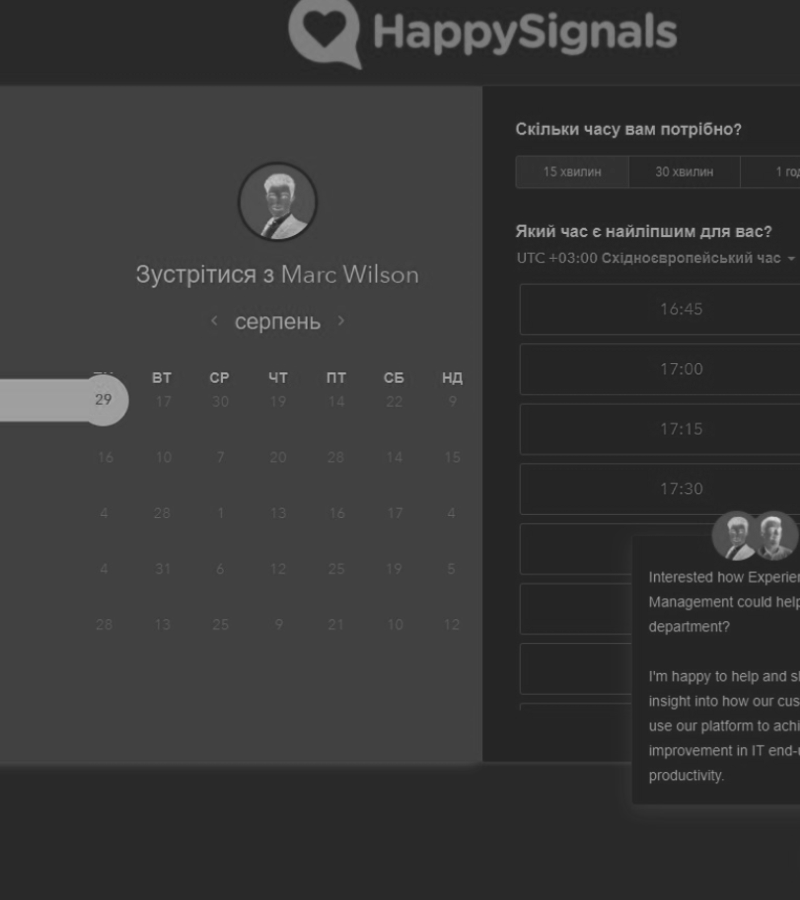 HappySignals
Зустрітися з Marc Wilson
серпень
ВТ СР ЧТ ПТ СБ НД
29 17 30 19 14 22 9
16 10 7 20 28 14 15
4 28 1 13 16 17 4
4 31 6 12 25 19 5
28 13 25 9 21 10 12
Скільки часу вам потрібно?
15 хвилин 30 хвилин 1 го
Який час є найліпшим для вас?
UTC +03:00 Східноєвропейський час
16:45
17:00
17:15
17:30
Interested how Experie
Management could help
department?
I'm happy to help and s
insight into how our cus
use our platform to achi
improvement in IT end-
productivity.